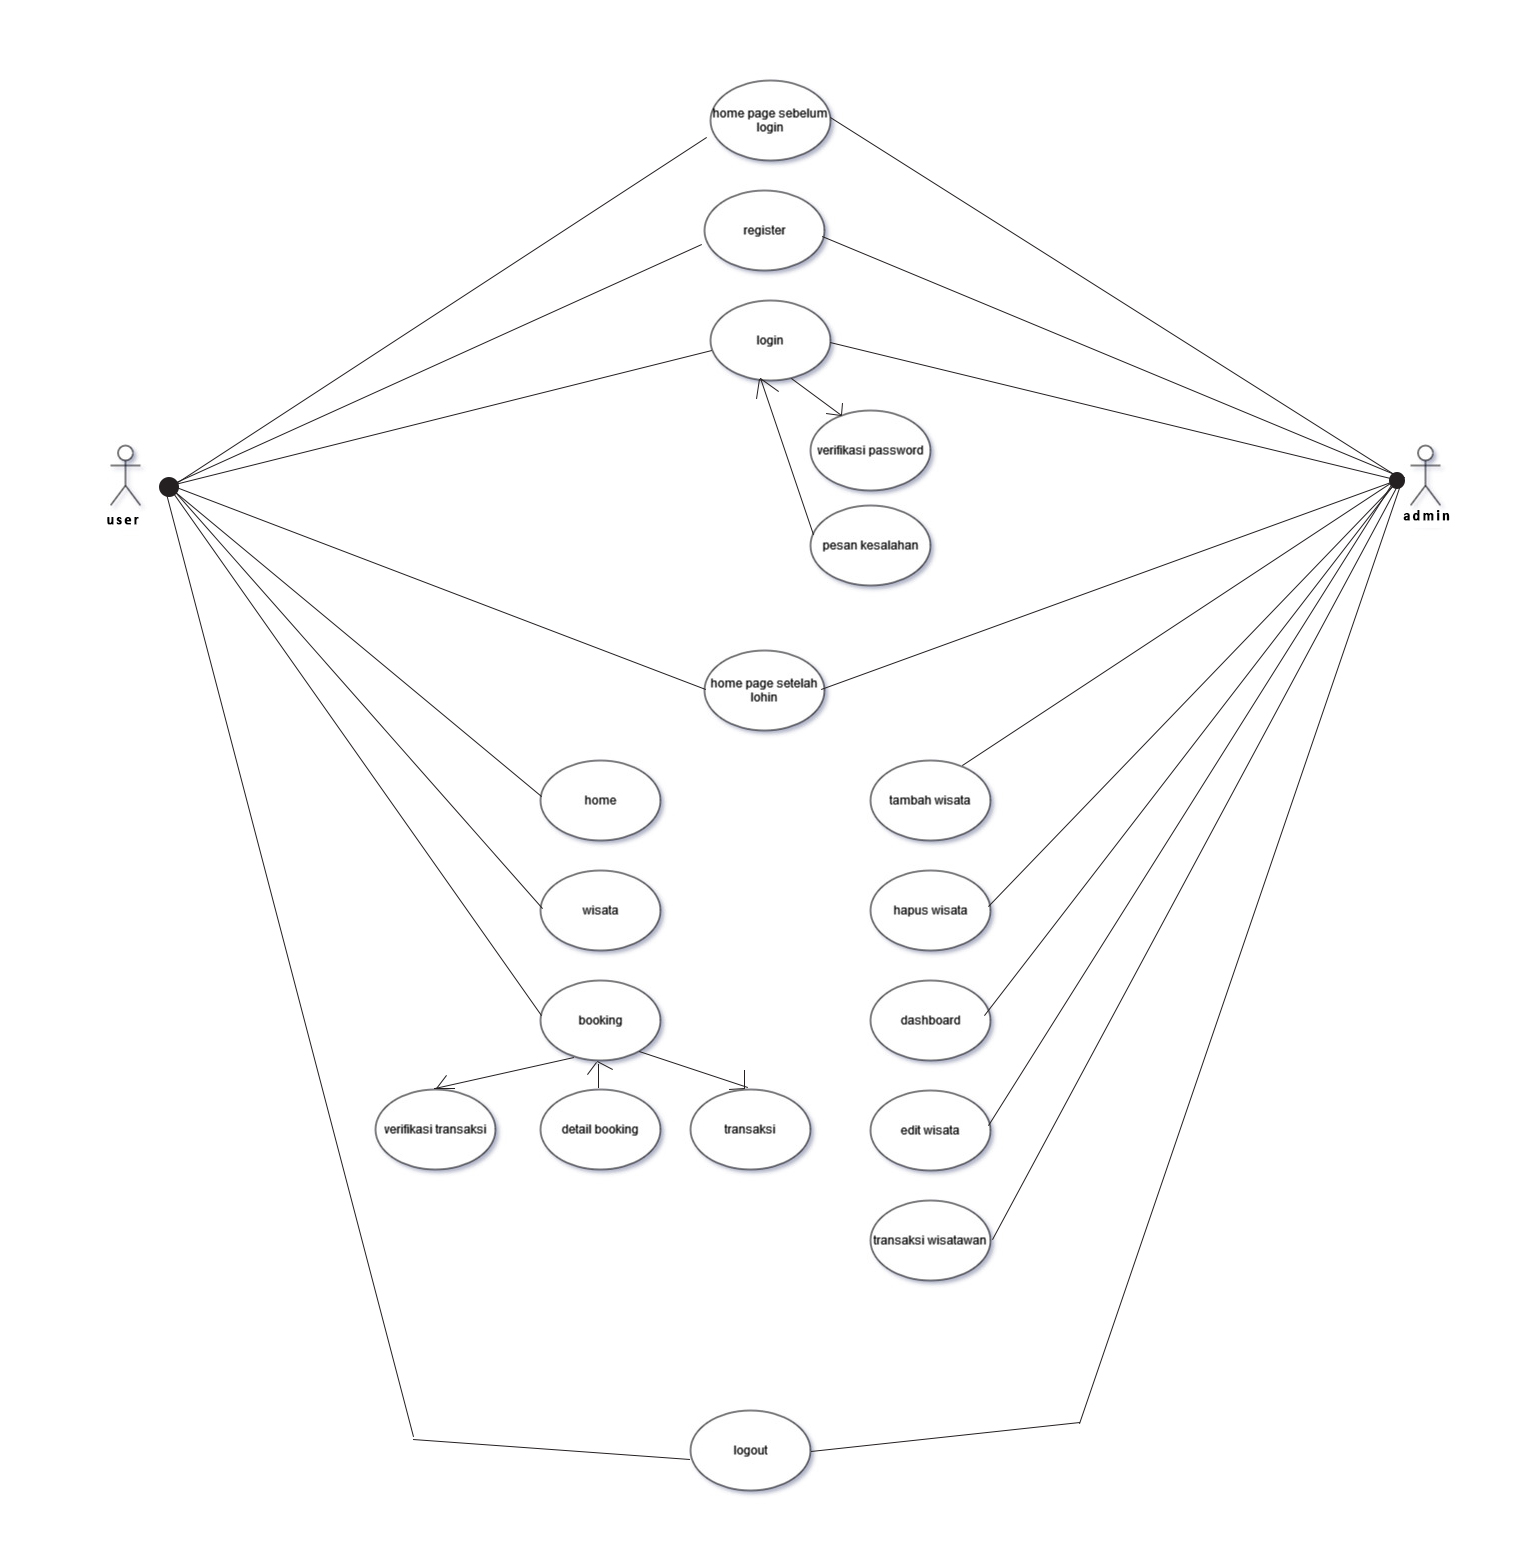 home page sebelum
login
register
login
verifikasi password
user
admin
pesan kesalahan
home page setelah
lohin
home
tambah wisata
wisata
hapus wisata
booking
dashboard
verifikasi transaksi
detail booking
transaksi
edit wisata
transaksi wisatawan
logout